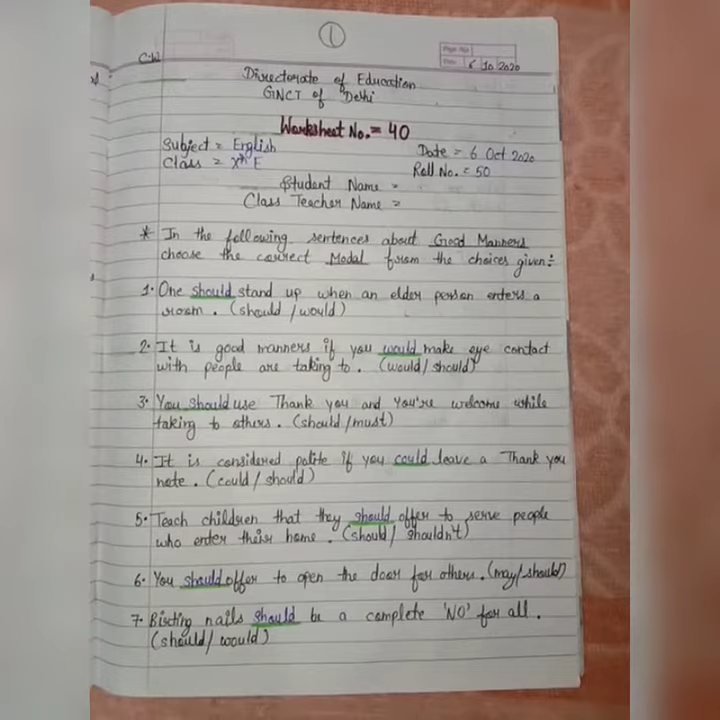 1
C.W
Page No.
Date 6 10 2020
Directorate of Education
GNCT of Delhi
Worksheet No. = 40
Subject = English
Date = 6 Oct 2020
Class = Xth E
Roll No. = 50
Student Name =
Class Teacher Name =
* In the following sentences about Good Manners
choose the correct Modal from the choices given:-
1. One should stand up when an elder person enters a
room. (should / would)
2. It is good manners if you would make eye contact
with people are taking to. (would / should)
3. You should use Thank you and You're welcome while
taking to others. (should / must)
4. It is considered polite if you could leave a Thank you
note. (could / should)
5. Teach children that they should offer to serve people
who enter their home. (should / shouldn't)
6. You should offer to open the door for others. (may / should)
7. Biscting nails should be a complete 'NO' for all.
(should / would)